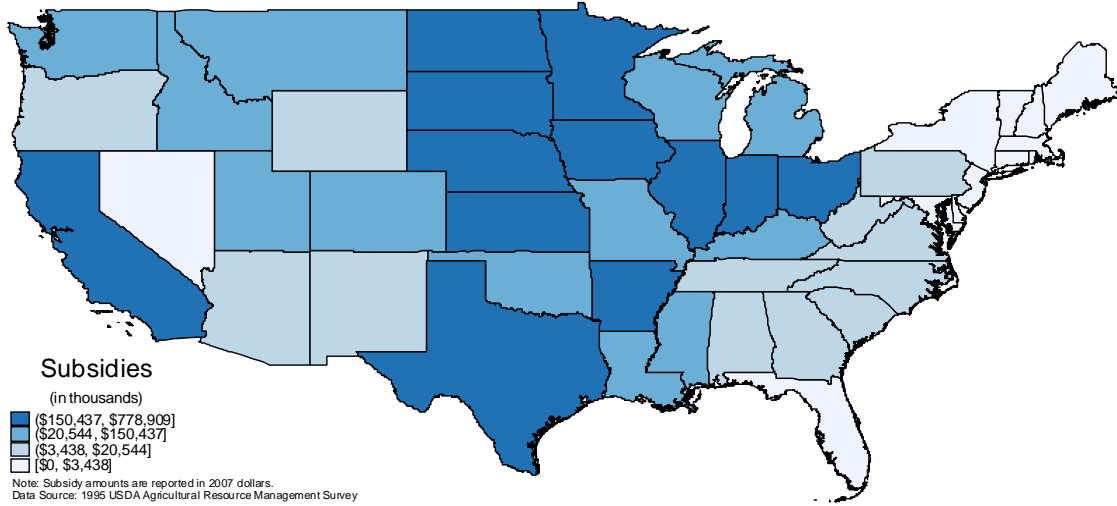 Subsidies
(in thousands)
($150,437, $778,909]
($20,544, $150,437]
($3,438, $20,544]
[$0, $3,438]
Note: Subsidy amounts are reported in 2007 dollars.
Data Source: 1995 USDA Agricultural Resource Management Survey